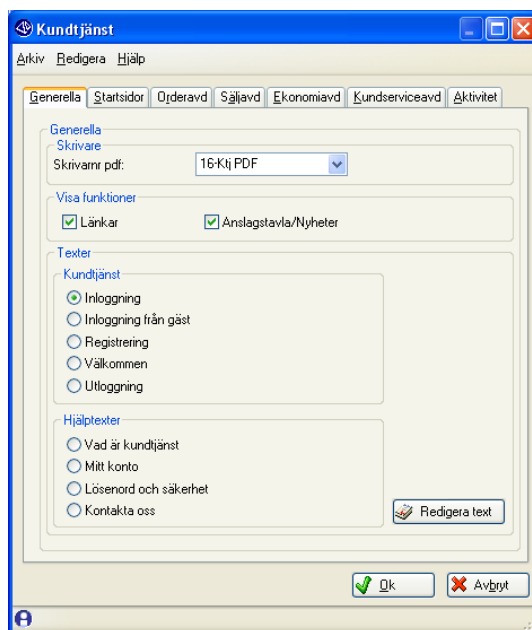 Kundtjänst
Arkiv Redigera Hjälp
Generella Startsidor Orderavd Säljavd Ekonomiavd Kundserviceavd Aktivitet
Generella
Skrivare
Skrivarnr pdf: 16-Ktj PDF
Visa funktioner
Länkar Anslagstavla/Nyheter
Texter
Kundtjänst
Inloggning
Inloggning från gäst
Registrering
Välkommen
Utloggning
Hjälptexter
Vad är kundtjänst
Mitt konto
Lösenord och säkerhet
Kontakta oss
Redigera text
Ok Avbryt